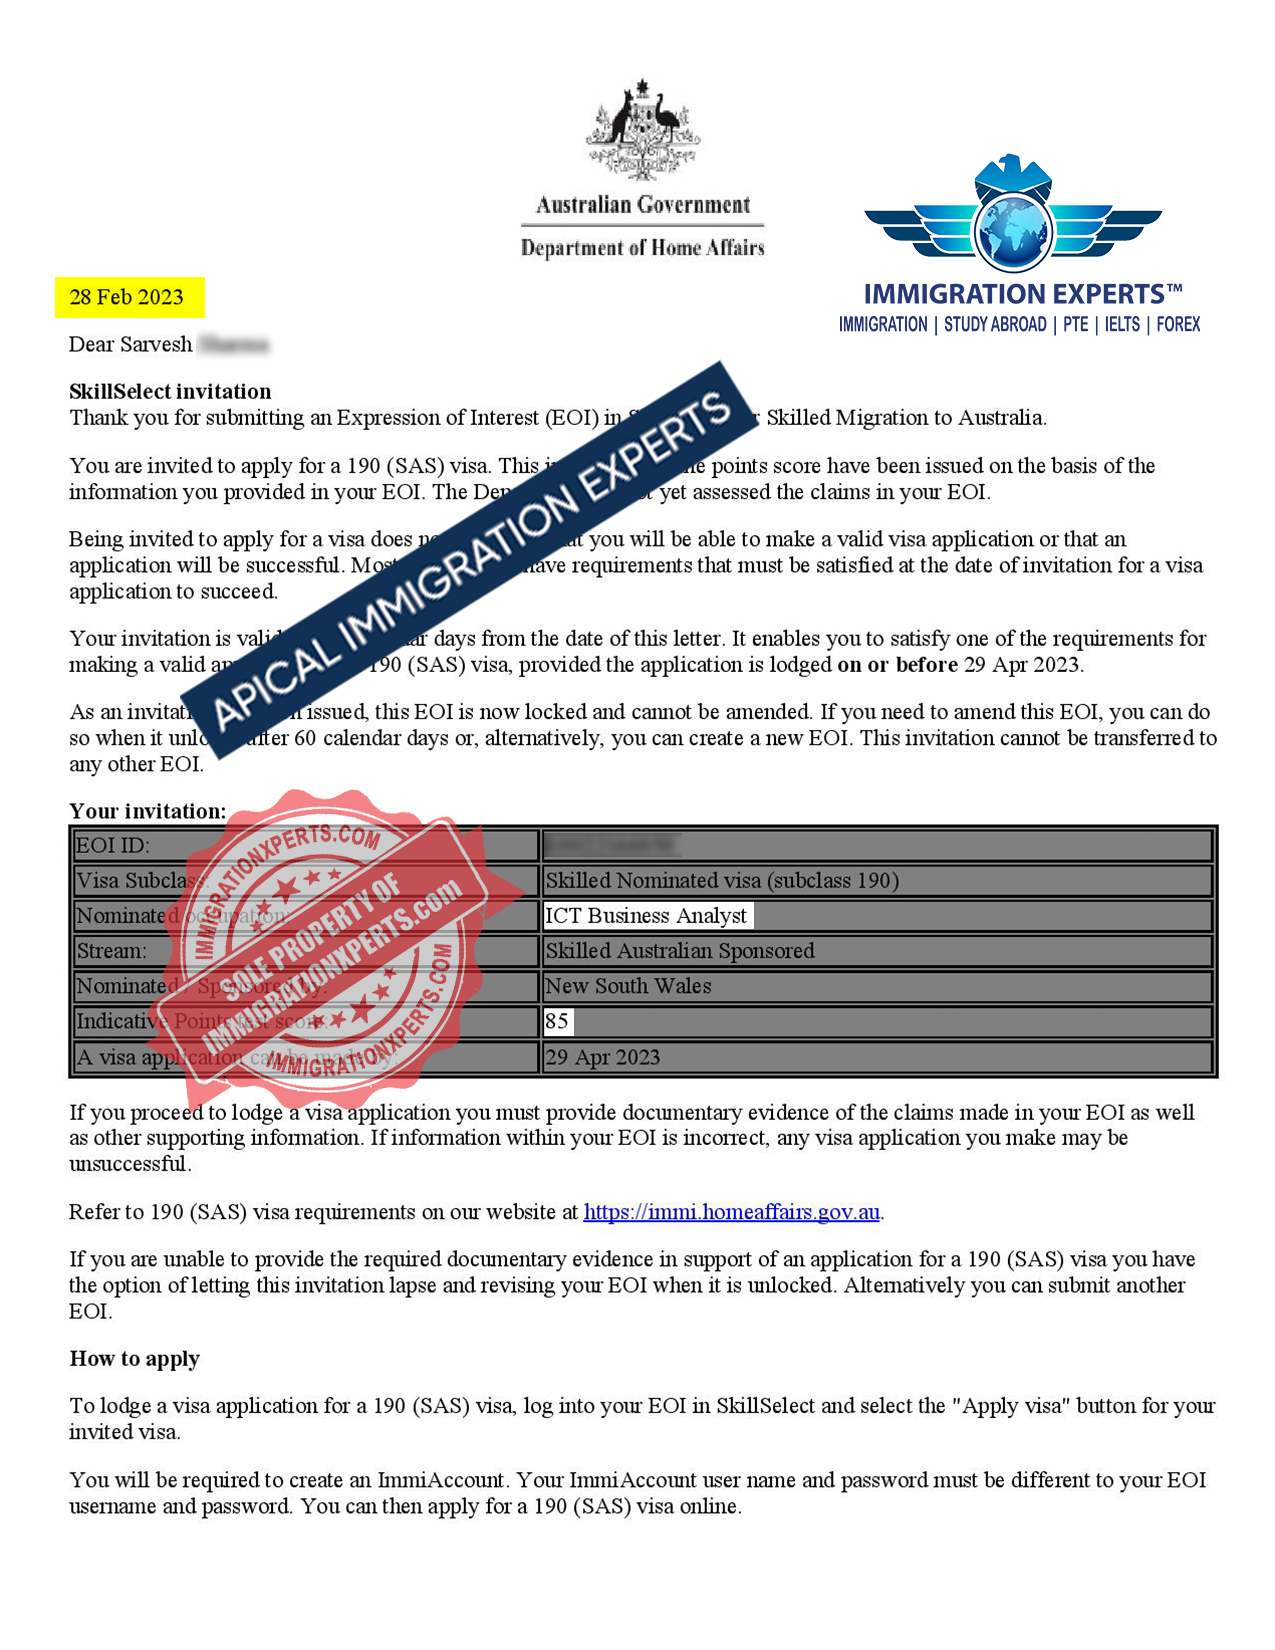 Australian Government
Department of Home Affairs
IMMIGRATION EXPERTS™
IMMIGRATION | STUDY ABROAD | PTE | IELTS | FOREX
28 Feb 2023
Dear Sarvesh
SkillSelect invitation
Thank you for submitting an Expression of Interest (EOI) in Skilled Migration to Australia.
You are invited to apply for a 190 (SAS) visa. This points score have been issued on the basis of the
information you provided in your EOI. The yet assessed the claims in your EOI.
Being invited to apply for a visa does you will be able to make a valid visa application or that an
application will be successful. have requirements that must be satisfied at the date of invitation for a visa
application to succeed.
Your invitation is days from the date of this letter. It enables you to satisfy one of the requirements for
making a valid 190 (SAS) visa, provided the application is lodged on or before 29 Apr 2023.
As an issued, this EOI is now locked and cannot be amended. If you need to amend this EOI, you can do
so when it after 60 calendar days or, alternatively, you can create a new EOI. This invitation cannot be transferred to
any other EOI.
APICAL IMMIGRATION EXPERTS
Your invitation:
EOI ID:
Visa Subclass: Skilled Nominated visa (subclass 190)
Nominated occupation: ICT Business Analyst
Stream: Skilled Australian Sponsored
Nominated / Sponsored by: New South Wales
Indicative Points test score: 85
A visa application can be made by: 29 Apr 2023
IMMIGRATIONXPERTS.COM
SOLE PROPERTY OF
IMMIGRATIONXPERTS.com
IMMIGRATIONXPERTS.COM
If you proceed to lodge a visa application you must provide documentary evidence of the claims made in your EOI as well
as other supporting information. If information within your EOI is incorrect, any visa application you make may be
unsuccessful.
Refer to 190 (SAS) visa requirements on our website at https://immi.homeaffairs.gov.au.
If you are unable to provide the required documentary evidence in support of an application for a 190 (SAS) visa you have
the option of letting this invitation lapse and revising your EOI when it is unlocked. Alternatively you can submit another
EOI.
How to apply
To lodge a visa application for a 190 (SAS) visa, log into your EOI in SkillSelect and select the "Apply visa" button for your
invited visa.
You will be required to create an ImmiAccount. Your ImmiAccount user name and password must be different to your EOI
username and password. You can then apply for a 190 (SAS) visa online.